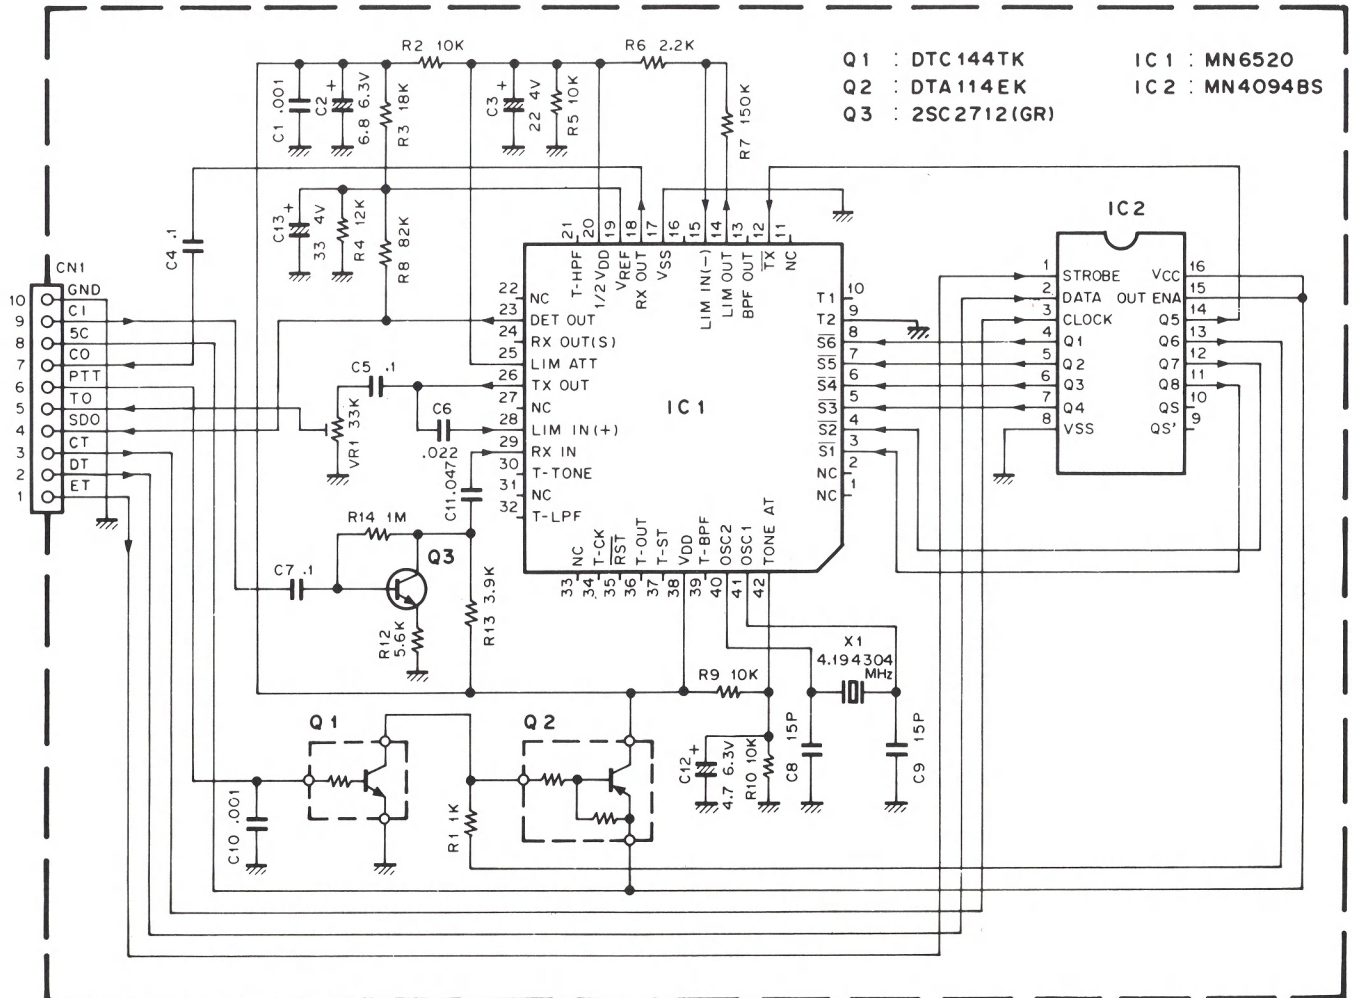 Q1 : DTC144TK
Q2 : DTA114EK
Q3 : 2SC2712(GR)
IC1 : MN6520
IC2 : MN4094BS
R2 10K
R6 2.2K
C1 .001
C2 +
6.8 6.3V
R3 18K
C3 +
22 4V
R5 10K
R7 150K
C4 .1
C13 +
33 4V
R4 12K
R8 82K
CN1
10 GND
9 CI
8 5C
7 CO
6 PTT
5 TO
4 SDO
3 CT
2 DT
1 ET
IC1
21 T-HPF
20 1/2 VDD
19 VREF
18 RX OUT
17 VSS
16
15 LIM IN(-)
14 LIM OUT
13 BPF OUT
12 TX
11 NC
22 NC
23 DET OUT
24 RX OUT(S)
25 LIM ATT
26 TX OUT
27 NC
28 LIM IN(+)
29 RX IN
30 T-TONE
31 NC
32 T-LPF
T1 10
T2 9
S6 8
S5 7
S4 6
S3 5
S2 4
S1 3
NC 2
NC 1
33 NC
34 T-CK
35 RST
36 T-OUT
37 T-ST
38 VDD
39 T-BPF
40 OSC2
41 OSC1
42 TONE AT
IC2
1 STROBE
2 DATA
3 CLOCK
4 Q1
5 Q2
6 Q3
7 Q4
8 VSS
VCC 16
OUT ENA 15
Q5 14
Q6 13
Q7 12
Q8 11
QS 10
QS' 9
C5 .1
VR1 33K
C6
.022
C11 .047
R14 1M
Q3
C7 .1
R12
5.6K
R13 3.9K
X1
4.194304
MHz
R9 10K
Q1
Q2
C10 .001
R1 1K
C12 +
4.7 6.3V
R10 10K
C8 15P
C9 15P